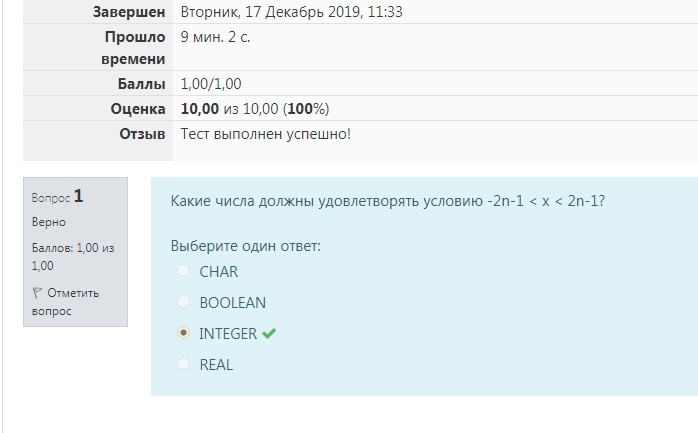 Завершен Вторник, 17 Декабрь 2019, 11:33
Прошло времени 9 мин. 2 с.
Баллы 1,00/1,00
Оценка 10,00 из 10,00 (100%)
Отзыв Тест выполнен успешно!
Вопрос 1
Верно
Баллов: 1,00 из
1,00
Отметить
вопрос
Какие числа должны удовлетворять условию -2n-1 < x < 2n-1?
Выберите один ответ:
CHAR
BOOLEAN
INTEGER
REAL